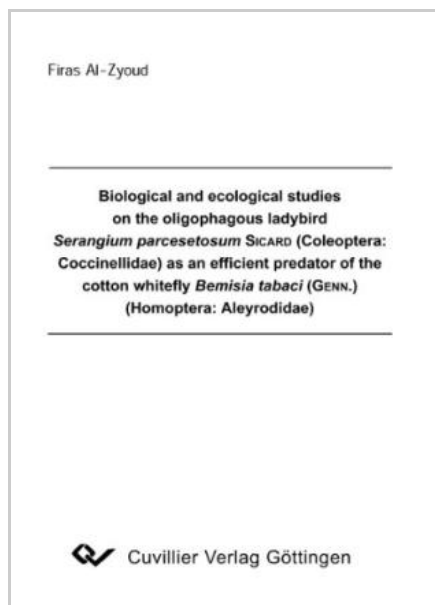 Firas Al-Zyoud
Biological and ecological studies
on the oligophagous ladybird
Serangium parcesetosum SICARD (Coleoptera:
Coccinellidae) as an efficient predator of the
cotton whitefly Bemisia tabaci (GENN.)
(Homoptera: Aleyrodidae)
Cuvillier Verlag Göttingen